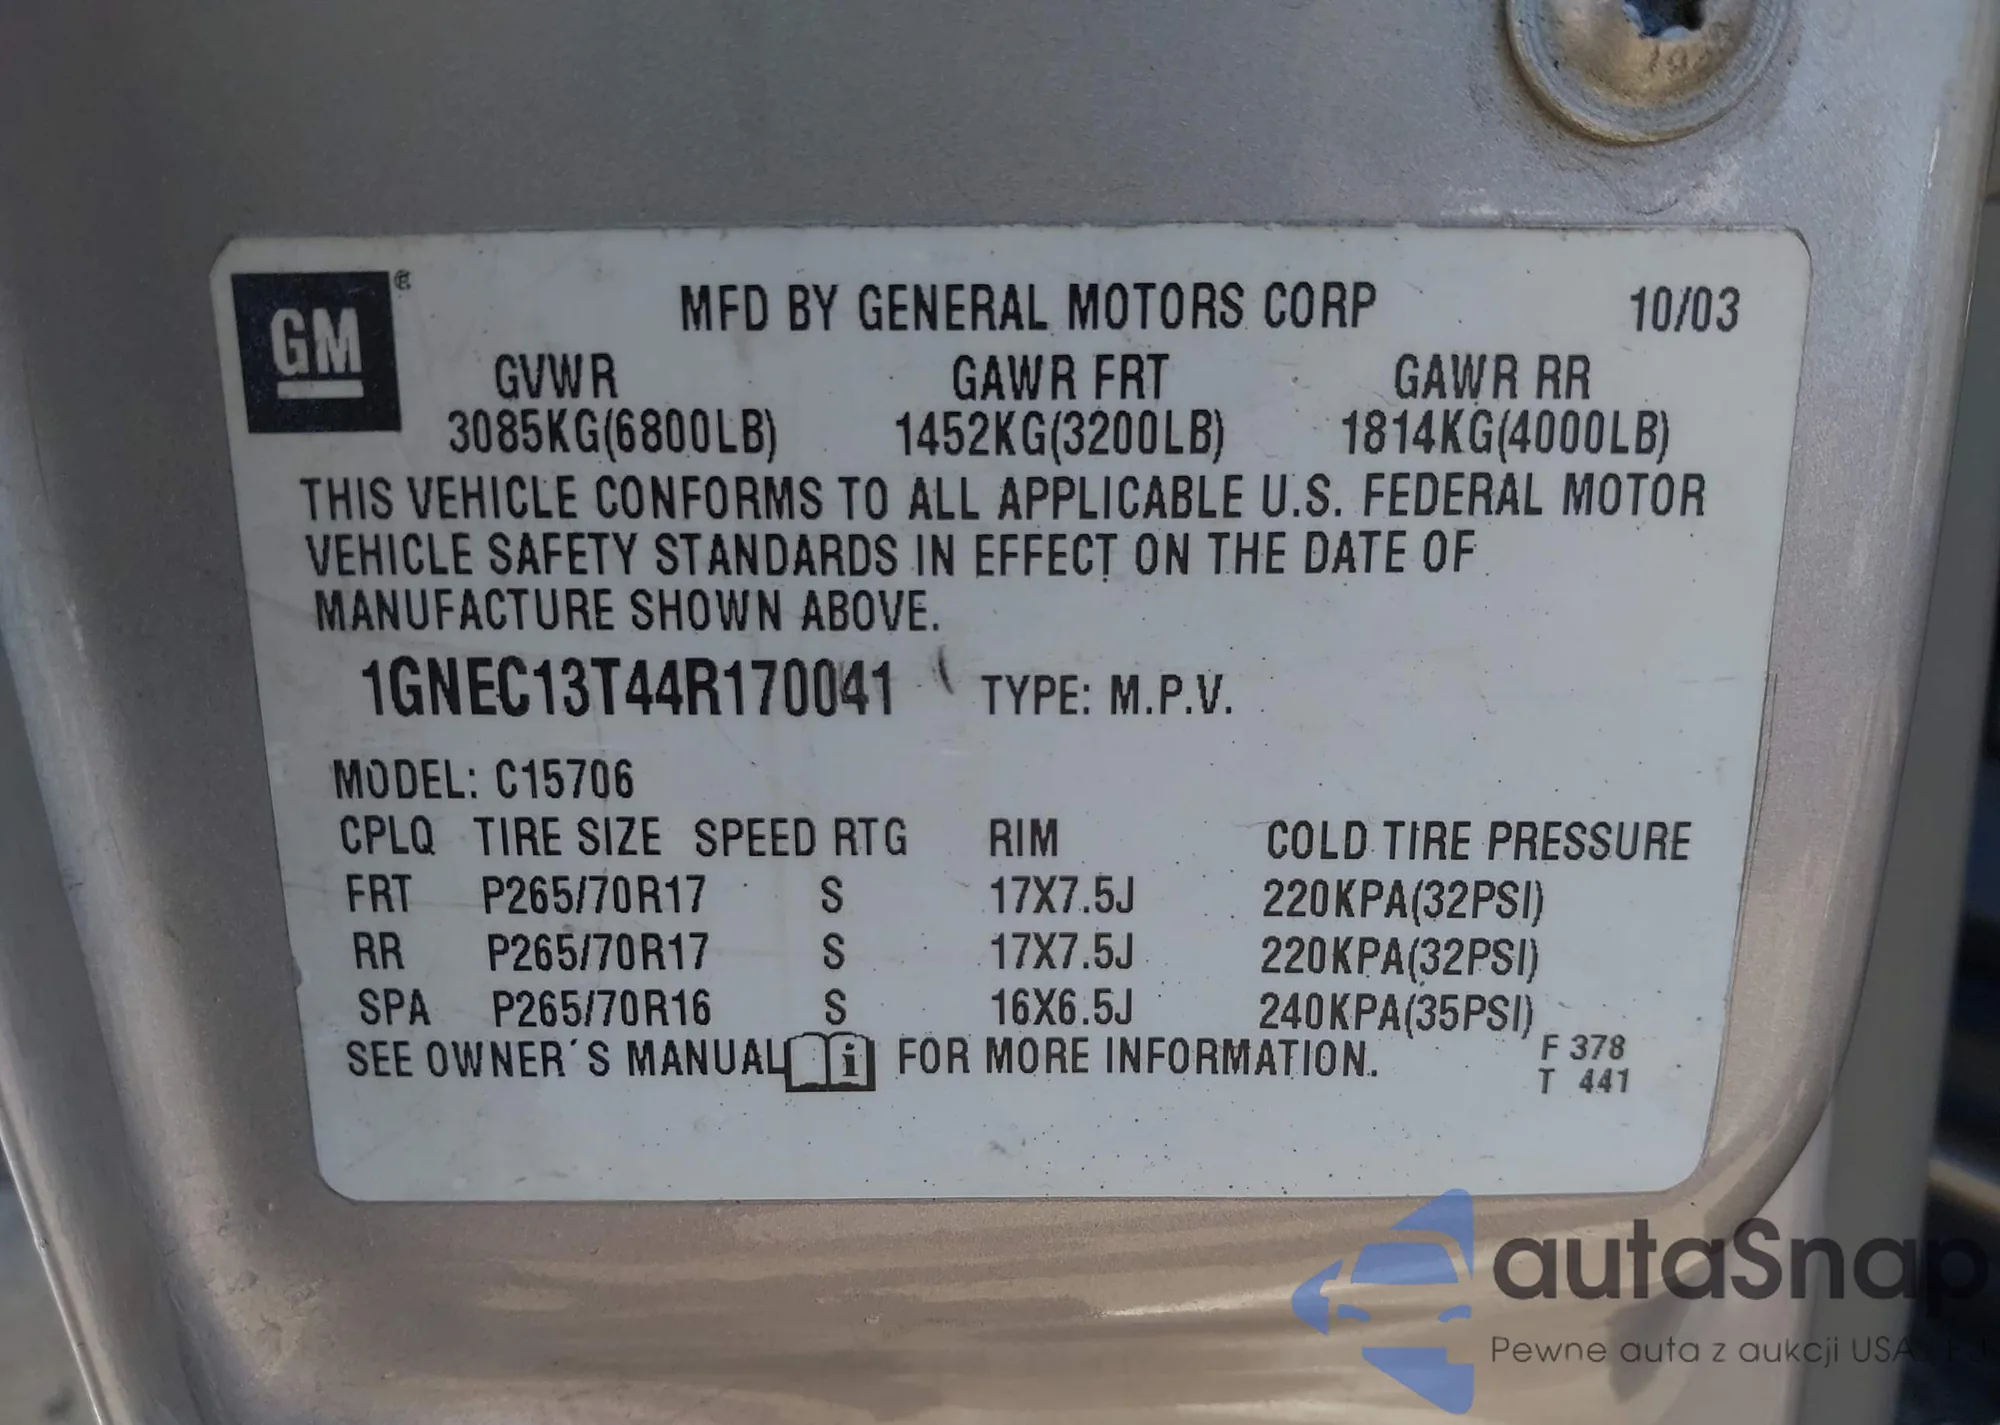 GM
MFD BY GENERAL MOTORS CORP 10/03
GVWR GAWR FRT GAWR RR
3085KG(6800LB) 1452KG(3200LB) 1814KG(4000LB)
THIS VEHICLE CONFORMS TO ALL APPLICABLE U.S. FEDERAL MOTOR
VEHICLE SAFETY STANDARDS IN EFFECT ON THE DATE OF
MANUFACTURE SHOWN ABOVE.
1GNEC13T44R170041 TYPE: M.P.V.
MODEL: C15706
CPLQ TIRE SIZE SPEED RTG RIM COLD TIRE PRESSURE
FRT P265/70R17 S 17X7.5J 220KPA(32PSI)
RR P265/70R17 S 17X7.5J 220KPA(32PSI)
SPA P265/70R16 S 16X6.5J 240KPA(35PSI)
SEE OWNER´S MANUAL i FOR MORE INFORMATION.
F 378
T 441
autaSnap
Pewne auta z aukcji USA